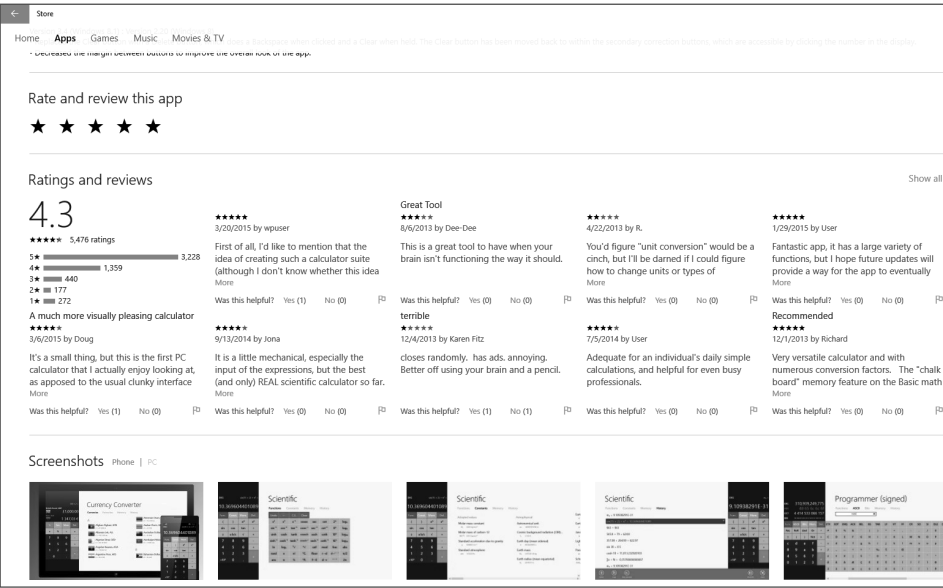 Store
Home Apps Games Music Movies & TV
- Decreased the margin between buttons to improve the overall look of the app.
Rate and review this app
Ratings and reviews
Show all
4.3
5,476 ratings
5★ 3,228
4★ 1,359
3★ 440
2★ 177
1★ 272
3/20/2015 by wpuser
First of all, I'd like to mention that the
idea of creating such a calculator suite
(although I don't know whether this idea
More
Was this helpful? Yes (1) No (0)
Great Tool
8/6/2013 by Dee-Dee
This is a great tool to have when your
brain isn't functioning the way it should.
Was this helpful? Yes (0) No (0)
4/22/2013 by R.
You'd figure "unit conversion" would be a
cinch, but I'll be darned if I could figure
how to change units or types of
More
Was this helpful? Yes (0) No (0)
1/29/2015 by User
Fantastic app, it has a large variety of
functions, but I hope future updates will
provide a way for the app to eventually
More
Was this helpful? Yes (0) No (0)
A much more visually pleasing calculator
3/6/2015 by Doug
It's a small thing, but this is the first PC
calculator that I actually enjoy looking at,
as apposed to the usual clunky interface
More
Was this helpful? Yes (1) No (0)
9/13/2014 by Jona
It is a little mechanical, especially the
input of the expressions, but the best
(and only) REAL scientific calculator so far.
More
Was this helpful? Yes (0) No (0)
terrible
12/4/2013 by Karen Fitz
closes randomly. has ads. annoying.
Better off using your brain and a pencil.
Was this helpful? Yes (1) No (1)
7/5/2014 by User
Adequate for an individual's daily simple
calculations, and helpful for even busy
professionals.
Was this helpful? Yes (0) No (0)
Recommended
12/1/2013 by Richard
Very versatile calculator and with
numerous conversion factors. The "chalk
board" memory feature on the Basic math
More
Was this helpful? Yes (0) No (0)
Screenshots Phone | PC
Currency Converter
Scientific
Scientific
Scientific
9.10938291E-31
Programmer (signed)